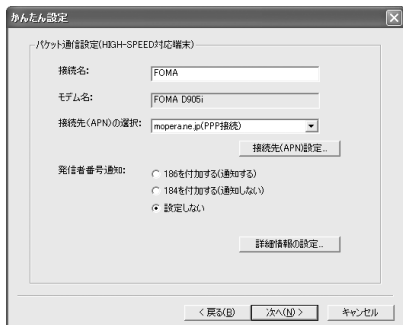 かんたん設定
パケット通信設定(HIGH-SPEED対応端末)
接続名: FOMA
モデム名: FOMA D905i
接続先(APN)の選択: mopera.ne.jp(PPP接続)
接続先(APN)設定...
発信者番号通知: 186を付加する(通知する)
184を付加する(通知しない)
設定しない
詳細情報の設定...
< 戻る(B) 次へ(N) > キャンセル